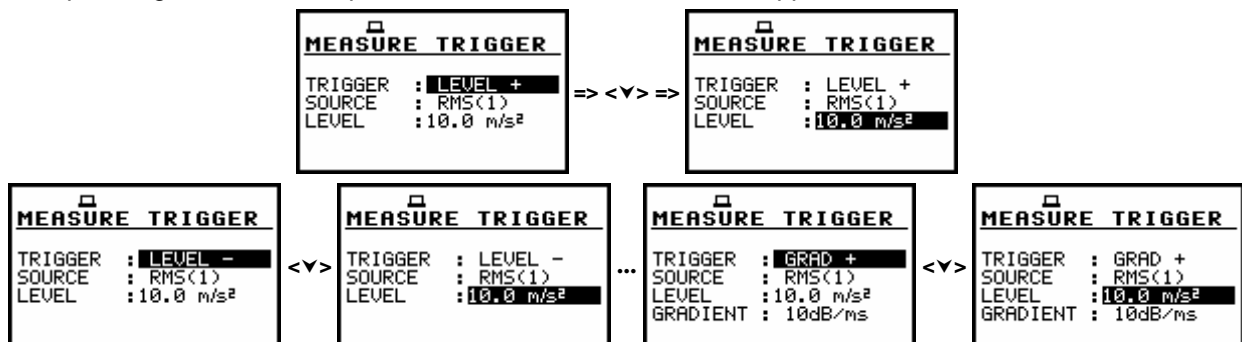 MEASURE TRIGGER
TRIGGER : LEVEL +
SOURCE : RMS(1)
LEVEL :10.0 m/s²
=> <▼> =>
MEASURE TRIGGER
TRIGGER : LEVEL +
SOURCE : RMS(1)
LEVEL :10.0 m/s²
MEASURE TRIGGER
TRIGGER : LEVEL -
SOURCE : RMS(1)
LEVEL :10.0 m/s²
<▼>
MEASURE TRIGGER
TRIGGER : LEVEL -
SOURCE : RMS(1)
LEVEL :10.0 m/s²
...
MEASURE TRIGGER
TRIGGER : GRAD +
SOURCE : RMS(1)
LEVEL :10.0 m/s²
GRADIENT : 10dB/ms
<▼>
MEASURE TRIGGER
TRIGGER : GRAD +
SOURCE : RMS(1)
LEVEL :10.0 m/s²
GRADIENT : 10dB/ms